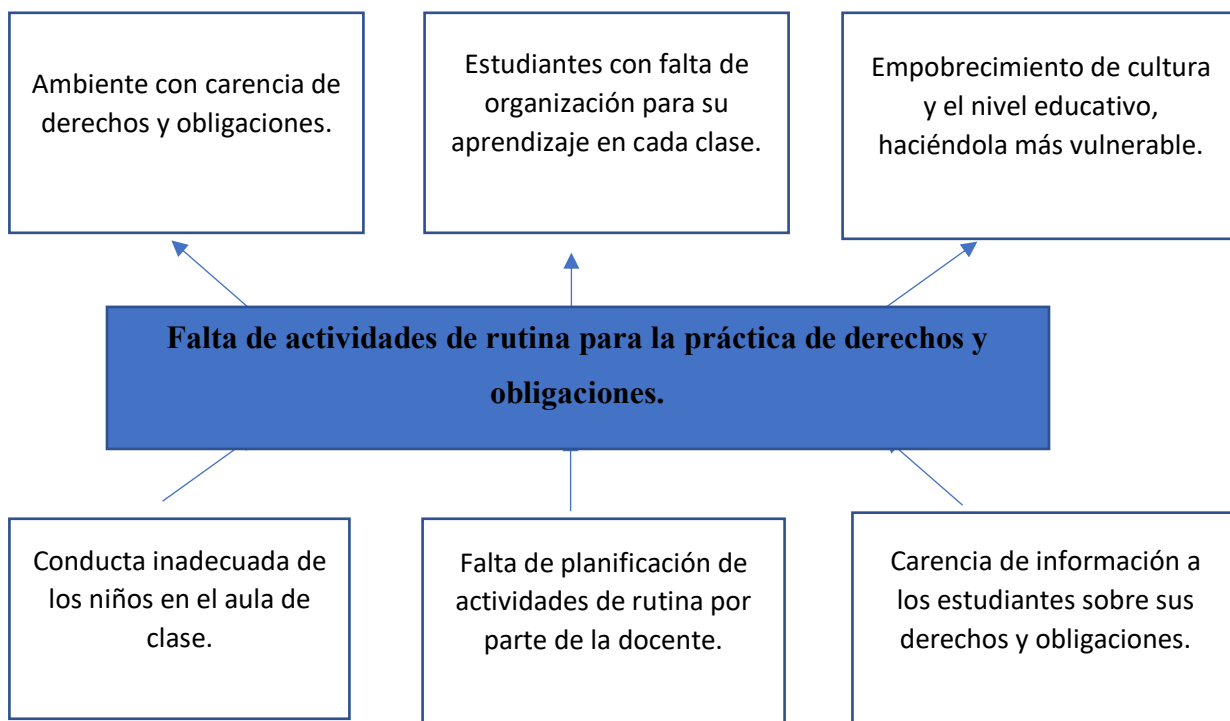 Ambiente con carencia de
derechos y obligaciones.
Estudiantes con falta de
organización para su
aprendizaje en cada clase.
Empobrecimiento de cultura
y el nivel educativo,
haciéndola más vulnerable.
Falta de actividades de rutina para la práctica de derechos y
obligaciones.
Conducta inadecuada de
los niños en el aula de
clase.
Falta de planificación de
actividades de rutina por
parte de la docente.
Carencia de información a
los estudiantes sobre sus
derechos y obligaciones.